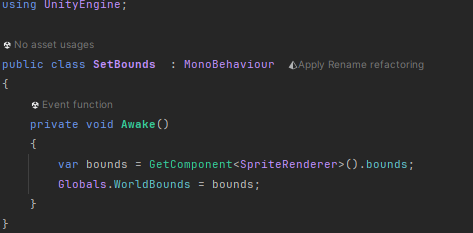 using UnityEngine;
No asset usages
public class SetBounds : MonoBehaviour Apply Rename refactoring
{
Event function
private void Awake()
{
var bounds = GetComponent<SpriteRenderer>().bounds;
Globals.WorldBounds = bounds;
}
}